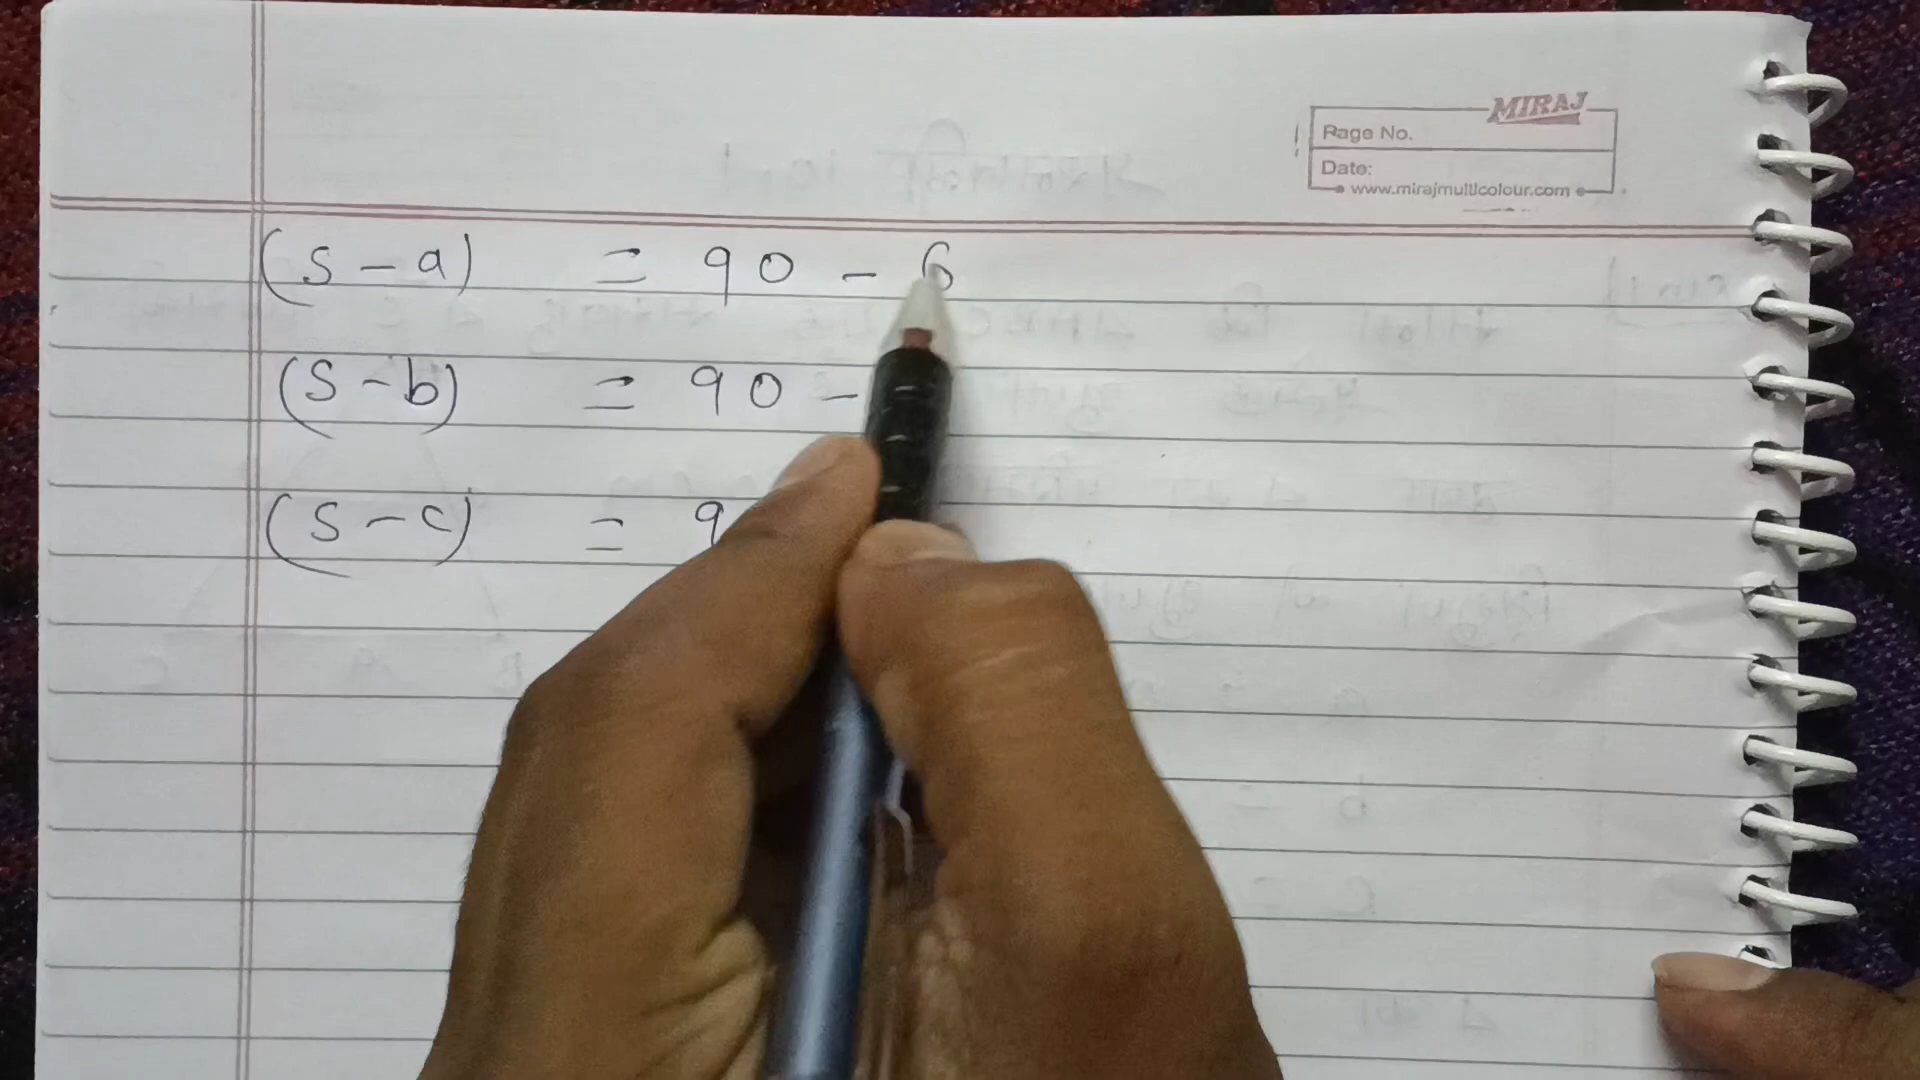 MIRAJ
Page No.
Date:
www.mirajmulticolour.com
(s - a) = 90 - 6
(s - b) = 90 -
(s - c) = 9